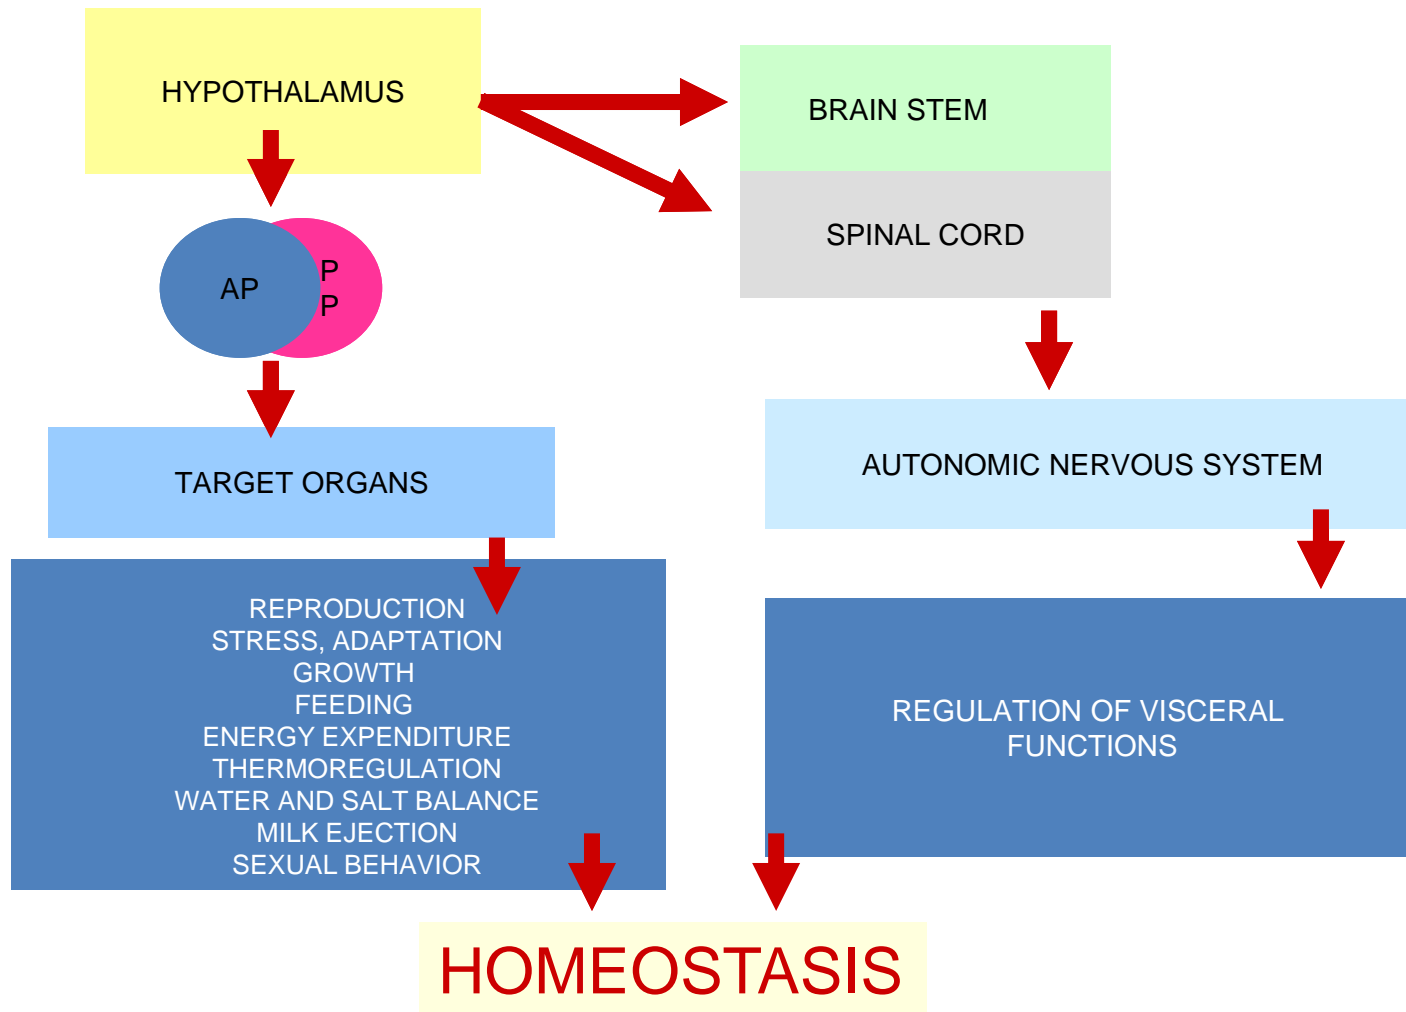 HYPOTHALAMUS
BRAIN STEM
SPINAL CORD
AP
P
P
TARGET ORGANS
AUTONOMIC NERVOUS SYSTEM
REPRODUCTION
STRESS, ADAPTATION
GROWTH
FEEDING
ENERGY EXPENDITURE
THERMOREGULATION
WATER AND SALT BALANCE
MILK EJECTION
SEXUAL BEHAVIOR
REGULATION OF VISCERAL
FUNCTIONS
HOMEOSTASIS